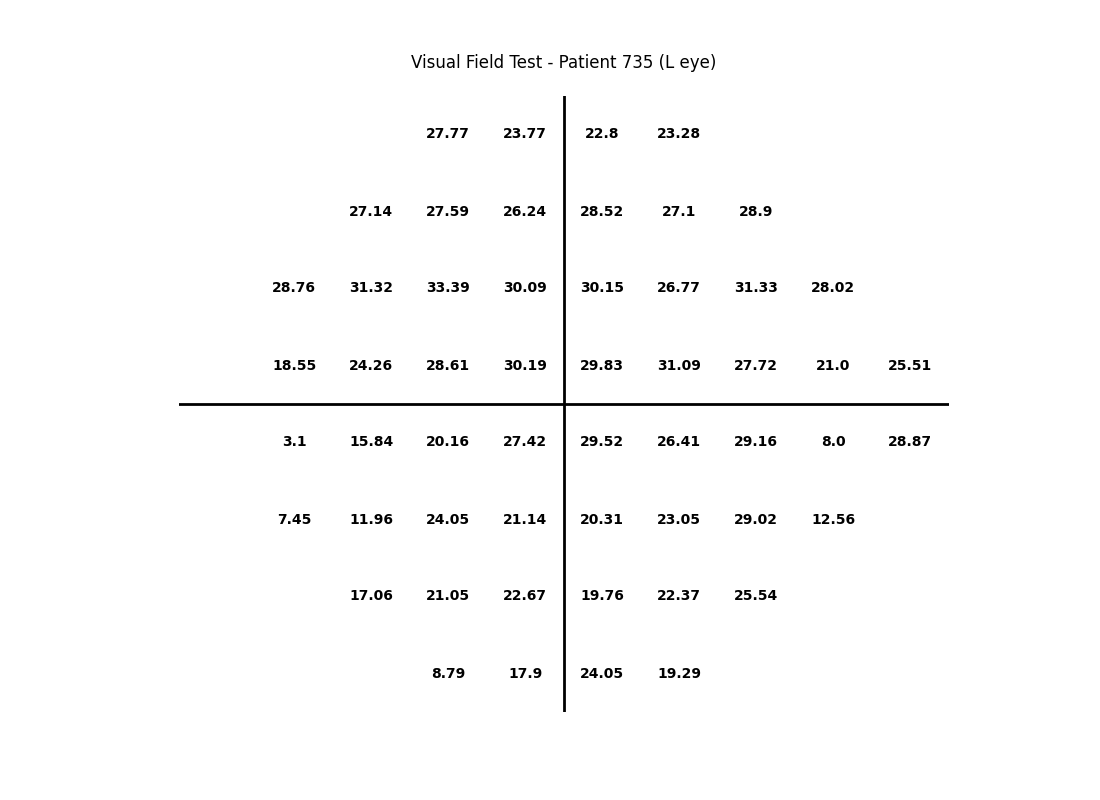 Visual Field Test - Patient 735 (L eye)
27.77 23.77 22.8 23.28
27.14 27.59 26.24 28.52 27.1 28.9
28.76 31.32 33.39 30.09 30.15 26.77 31.33 28.02
18.55 24.26 28.61 30.19 29.83 31.09 27.72 21.0 25.51
3.1 15.84 20.16 27.42 29.52 26.41 29.16 8.0 28.87
7.45 11.96 24.05 21.14 20.31 23.05 29.02 12.56
17.06 21.05 22.67 19.76 22.37 25.54
8.79 17.9 24.05 19.29